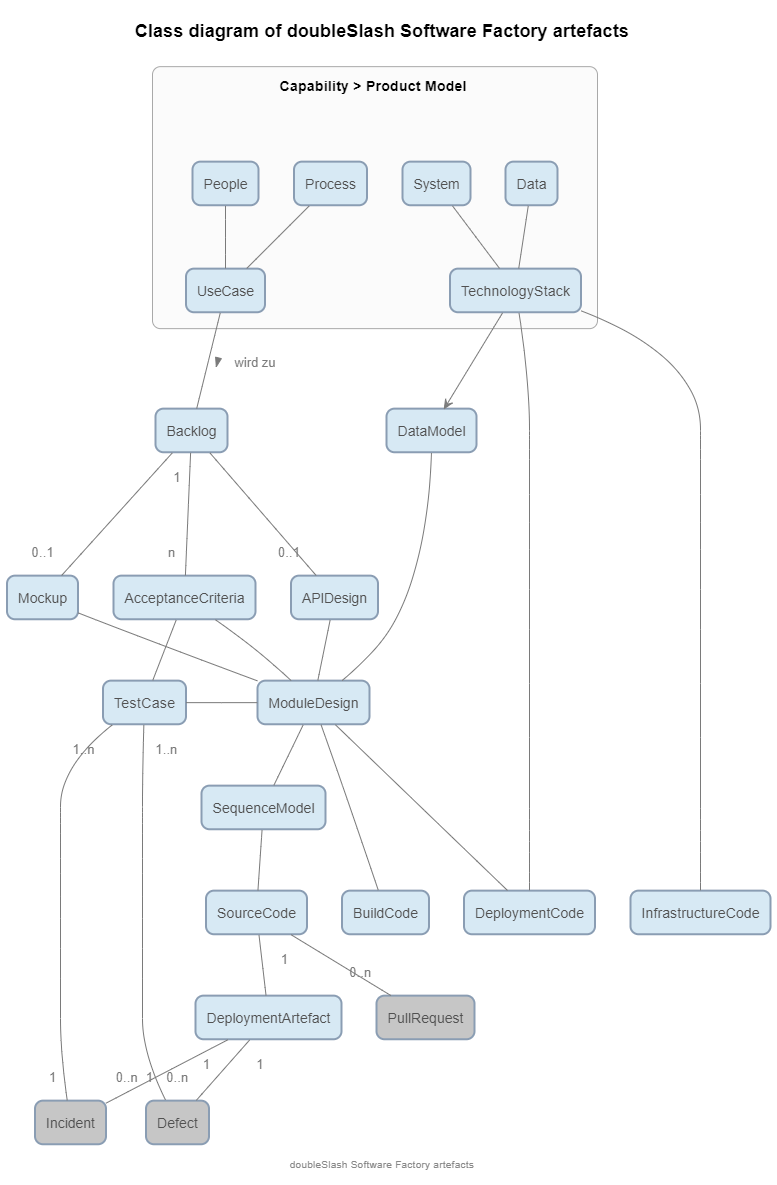 Class diagram of doubleSlash Software Factory artefacts
Capability > Product Model
People
Process
System
Data
UseCase
TechnologyStack
wird zu
Backlog
DataModel
1
0..1
n
0..1
Mockup
AcceptanceCriteria
APIDesign
TestCase
ModuleDesign
1..n
1..n
SequenceModel
SourceCode
BuildCode
DeploymentCode
InfrastructureCode
1
0..n
DeploymentArtefact
PullRequest
1
1
1
0..n
1
0..n
Incident
Defect
doubleSlash Software Factory artefacts